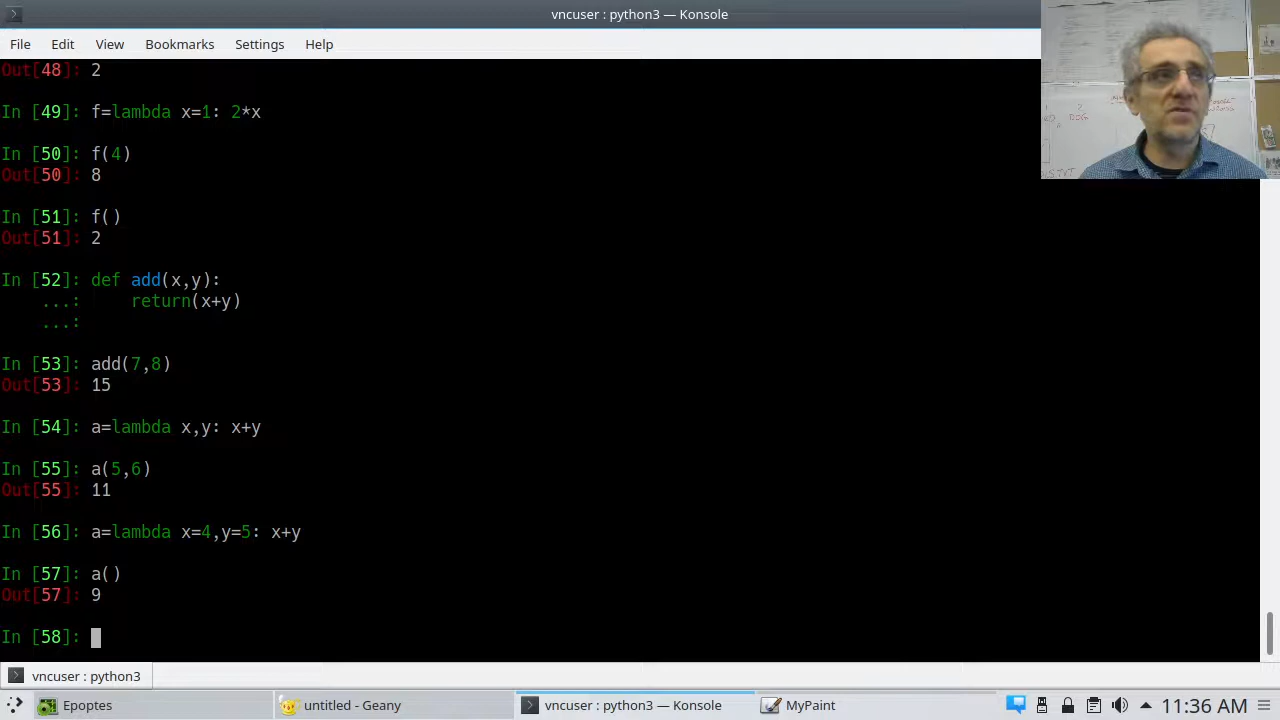 vncuser : python3 — Konsole
File Edit View Bookmarks Settings Help
Out[48]: 2
In [49]: f=lambda x=1: 2*x
In [50]: f(4)
Out[50]: 8
In [51]: f()
Out[51]: 2
In [52]: def add(x,y):
...: return(x+y)
...:
In [53]: add(7,8)
Out[53]: 15
In [54]: a=lambda x,y: x+y
In [55]: a(5,6)
Out[55]: 11
In [56]: a=lambda x=4,y=5: x+y
In [57]: a()
Out[57]: 9
In [58]:
vncuser : python3
Epoptes untitled - Geany vncuser : python3 — Konsole MyPaint 11:36 AM